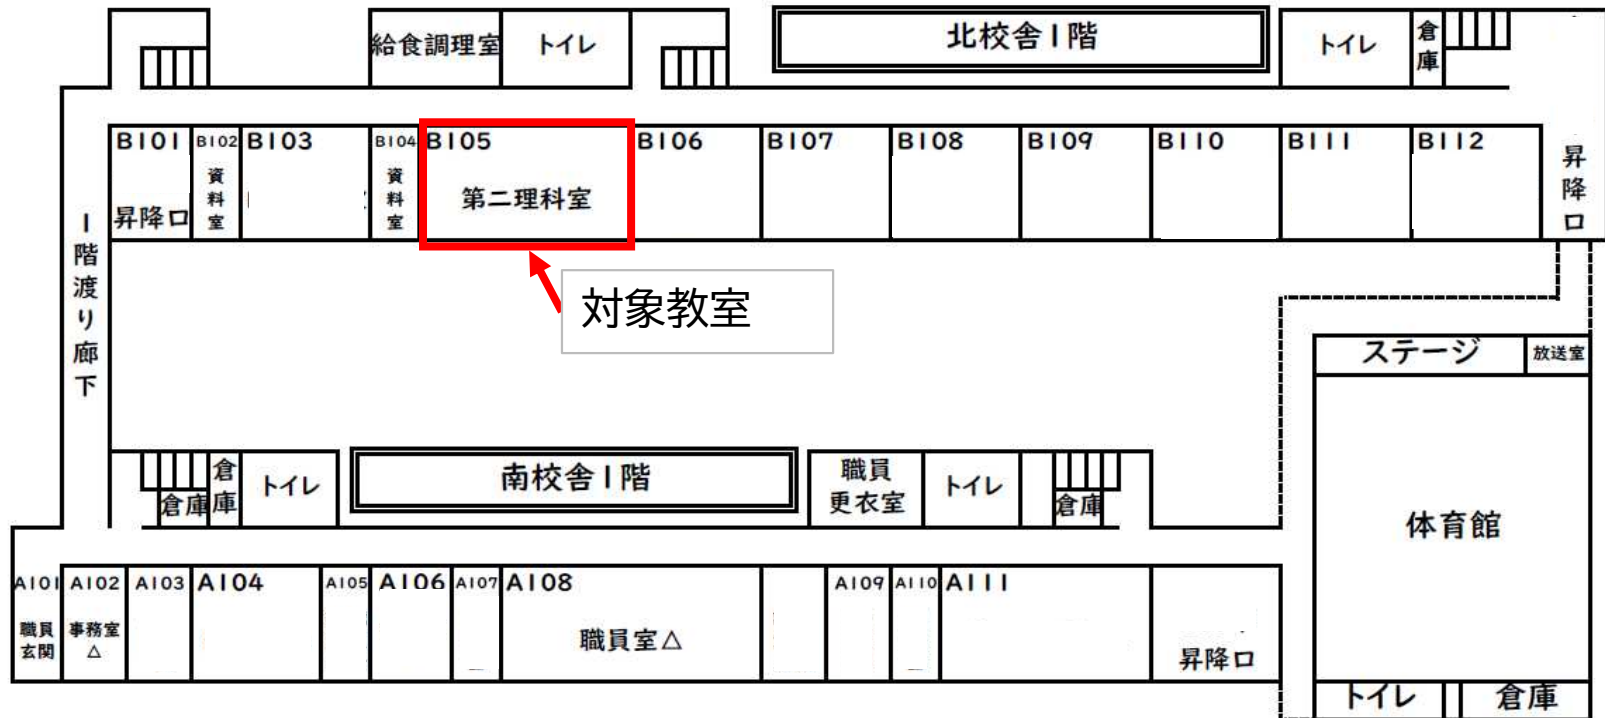 給食調理室
トイレ
北校舎1階
トイレ
倉庫
B101
昇降口
B102
資料室
B103
B104
資料室
B105
第二理科室
B106
B107
B108
B109
B110
B111
B112
昇降口
1階渡り廊下
対象教室
ステージ
放送室
体育館
倉庫
倉庫
トイレ
南校舎1階
職員
更衣室
トイレ
倉庫
A101
職員
玄関
A102
事務室
△
A103
A104
A105
A106
A107
A108
職員室△
A109
A110
A111
昇降口
トイレ
倉庫